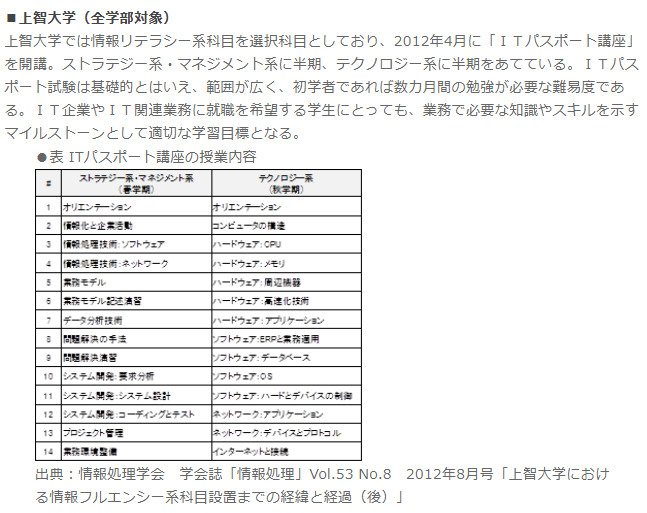 ■上智大学（全学部対象）
上智大学では情報リテラシー系科目を選択科目としており、2012年4月に「ＩＴパスポート講座」
を開講。ストラテジー系・マネジメント系に半期、テクノロジー系に半期をあてている。ＩＴパス
ポート試験は基礎的とはいえ、範囲が広く、初学者であれば数カ月間の勉強が必要な難易度であ
る。ＩＴ企業やＩＴ関連業務に就職を希望する学生にとっても、業務で必要な知識やスキルを示す
マイルストーンとして適切な学習目標となる。
●表 ITパスポート講座の授業内容
# ストラテジー系・マネジメント系（春学期） テクノロジー系（秋学期）
1 オリエンテーション オリエンテーション
2 情報化と企業活動 コンピュータの構造
3 情報処理技術：ソフトウェア ハードウェア：CPU
4 情報処理技術：ネットワーク ハードウェア：メモリ
5 業務モデル ハードウェア：周辺機器
6 業務モデル記述演習 ハードウェア：高速化技術
7 データ分析技術 ハードウェア：アプリケーション
8 問題解決の手法 ソフトウェア：ERPと業務運用
9 問題解決演習 ソフトウェア：データベース
10 システム開発：要求分析 ソフトウェア：OS
11 システム開発：システム設計 ソフトウェア：ハードとデバイスの制御
12 システム開発：コーディングとテスト ネットワーク：アプリケーション
13 プロジェクト管理 ネットワーク：デバイスとプロトコル
14 業務環境整備 インターネットと接続
出典：情報処理学会　学会誌「情報処理」Vol.53 No.8　2012年8月号「上智大学におけ
る情報フルエンシー系科目設置までの経緯と経過（後）」